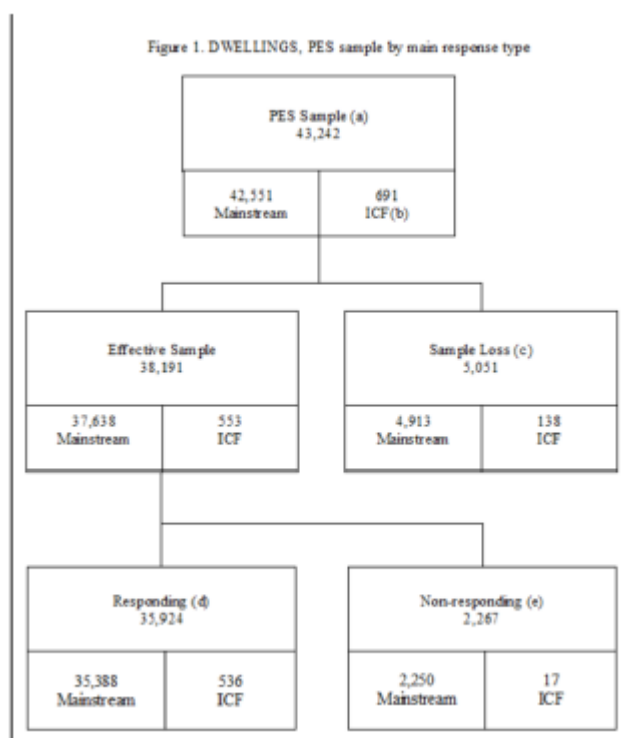 Figure 1. DWELLINGS, PES sample by main response type
PES Sample (a)
43,242
42,551
Mainstream
691
ICF(b)
Effective Sample
38,191
37,638
Mainstream
553
ICF
Sample Loss (c)
5,051
4,913
Mainstream
138
ICF
Responding (d)
35,924
35,388
Mainstream
536
ICF
Non-responding (e)
2,267
2,250
Mainstream
17
ICF